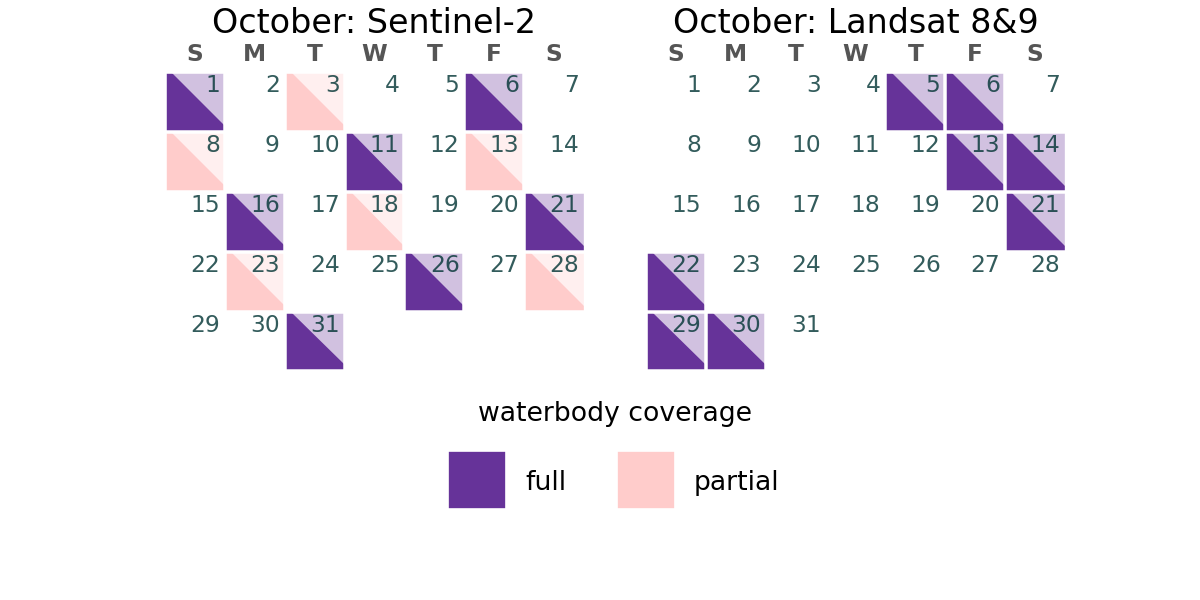 October: Sentinel-2
S M T W T F S
1 2 3 4 5 6 7
8 9 10 11 12 13 14
15 16 17 18 19 20 21
22 23 24 25 26 27 28
29 30 31
October: Landsat 8&9
S M T W T F S
1 2 3 4 5 6 7
8 9 10 11 12 13 14
15 16 17 18 19 20 21
22 23 24 25 26 27 28
29 30 31
waterbody coverage
full partial